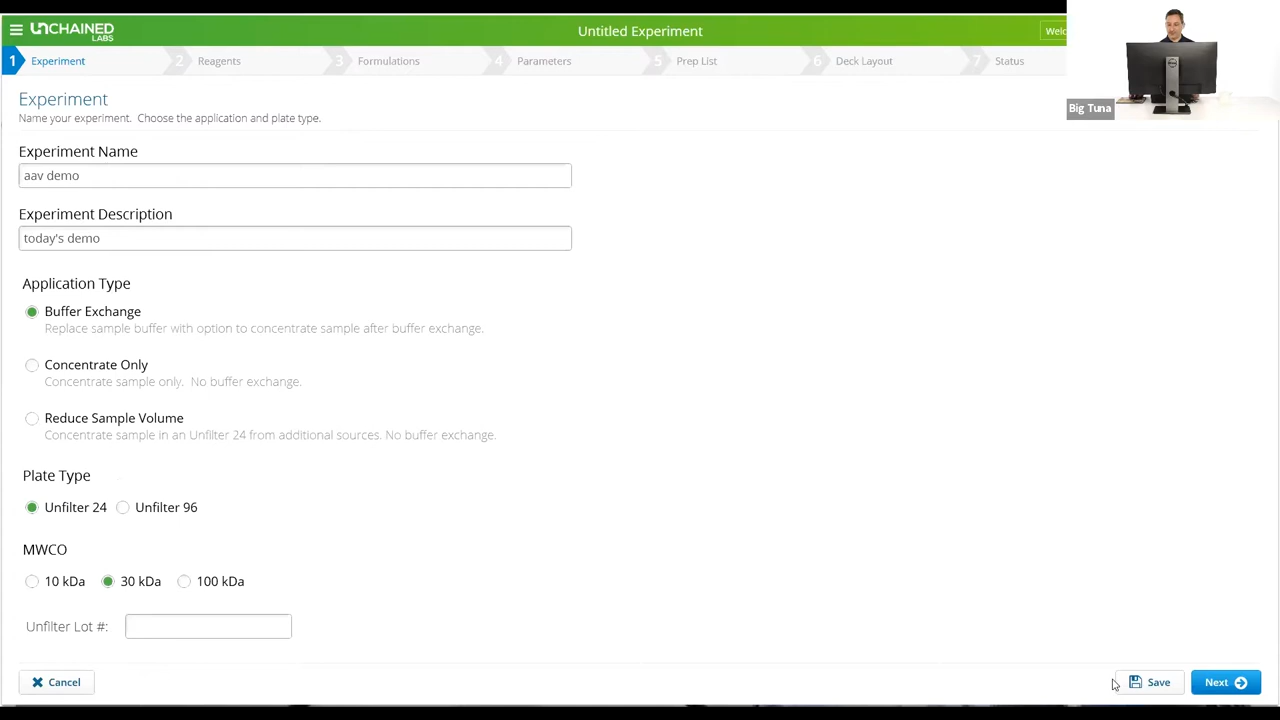 UNCHAINED
LABS
Untitled Experiment
Welc
1 Experiment
2 Reagents
3 Formulations
4 Parameters
5 Prep List
6 Deck Layout
7 Status
Big Tuna
Experiment
Name your experiment. Choose the application and plate type.
Experiment Name
aav demo
Experiment Description
today's demo
Application Type
Buffer Exchange
Replace sample buffer with option to concentrate sample after buffer exchange.
Concentrate Only
Concentrate sample only. No buffer exchange.
Reduce Sample Volume
Concentrate sample in an Unfilter 24 from additional sources. No buffer exchange.
Plate Type
Unfilter 24 Unfilter 96
MWCO
10 kDa 30 kDa 100 kDa
Unfilter Lot #:
Cancel
Save
Next